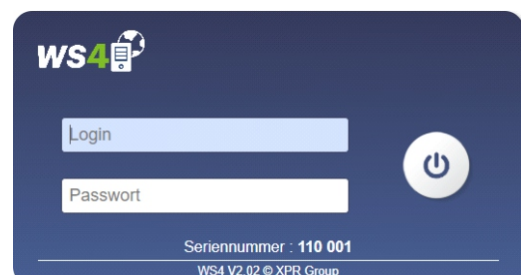 WS4
Login
Passwort
Seriennummer : 110 001
WS4 V2.02 © XPR Group